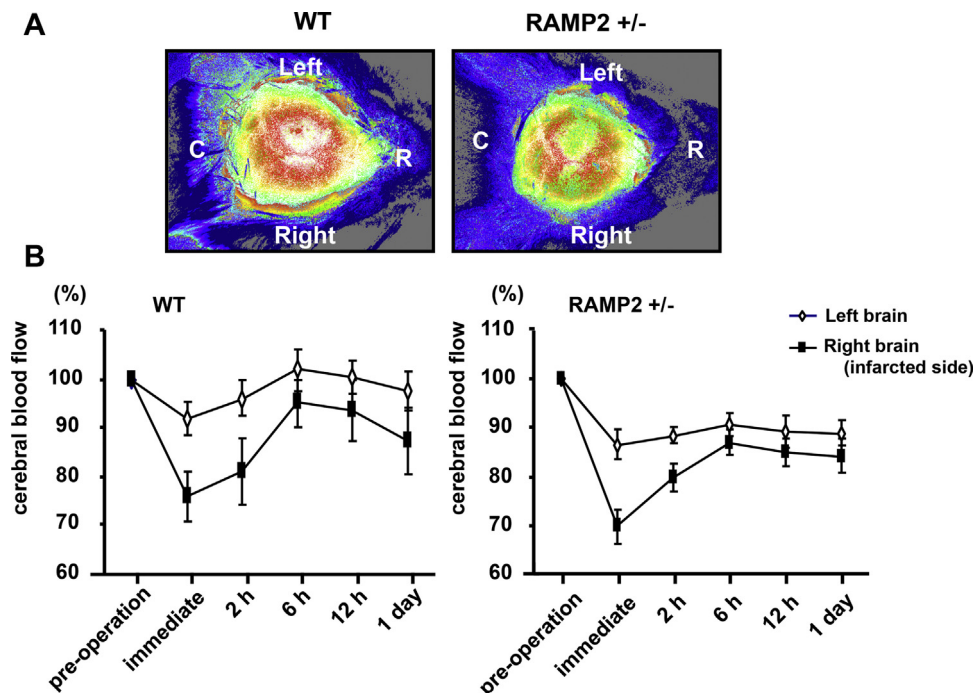 A
WT
RAMP2 +/-
Left
C
R
Right
Left
C
R
Right
B
(%)
WT
cerebral blood flow
110
100
90
80
70
60
pre-operation
immediate
2 h
6 h
12 h
1 day
(%)
RAMP2 +/-
cerebral blood flow
110
100
90
80
70
60
pre-operation
immediate
2 h
6 h
12 h
1 day
Left brain
Right brain
(infarcted side)